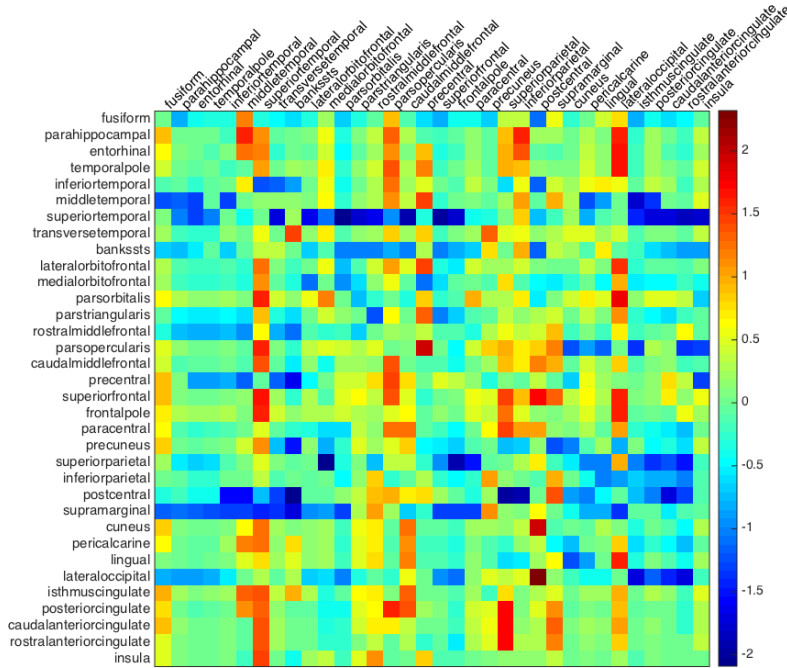 fusiform
parahippocampal
entorhinal
temporalpole
inferiortemporal
middletemporal
superiortemporal
transversetemporal
bankssts
lateralorbitofrontal
medialorbitofrontal
parsorbitalis
parstriangularis
rostralmiddlefrontal
parsopercularis
caudalmiddlefrontal
precentral
superiorfrontal
frontalpole
paracentral
precuneus
superiorparietal
inferiorparietal
postcentral
supramarginal
cuneus
pericalcarine
lingual
lateraloccipital
isthmuscingulate
posteriorcingulate
caudalanteriorcingulate
rostralanteriorcingulate
insula
fusiform
parahippocampal
entorhinal
temporalpole
inferiortemporal
middletemporal
superiortemporal
transversetemporal
bankssts
lateralorbitofrontal
medialorbitofrontal
parsorbitalis
parstriangularis
rostralmiddlefrontal
parsopercularis
caudalmiddlefrontal
precentral
superiorfrontal
frontalpole
paracentral
precuneus
superiorparietal
inferiorparietal
postcentral
supramarginal
cuneus
pericalcarine
lingual
lateraloccipital
isthmuscingulate
posteriorcingulate
caudalanteriorcingulate
rostralanteriorcingulate
insula
2
1.5
1
0.5
0
-0.5
-1
-1.5
-2